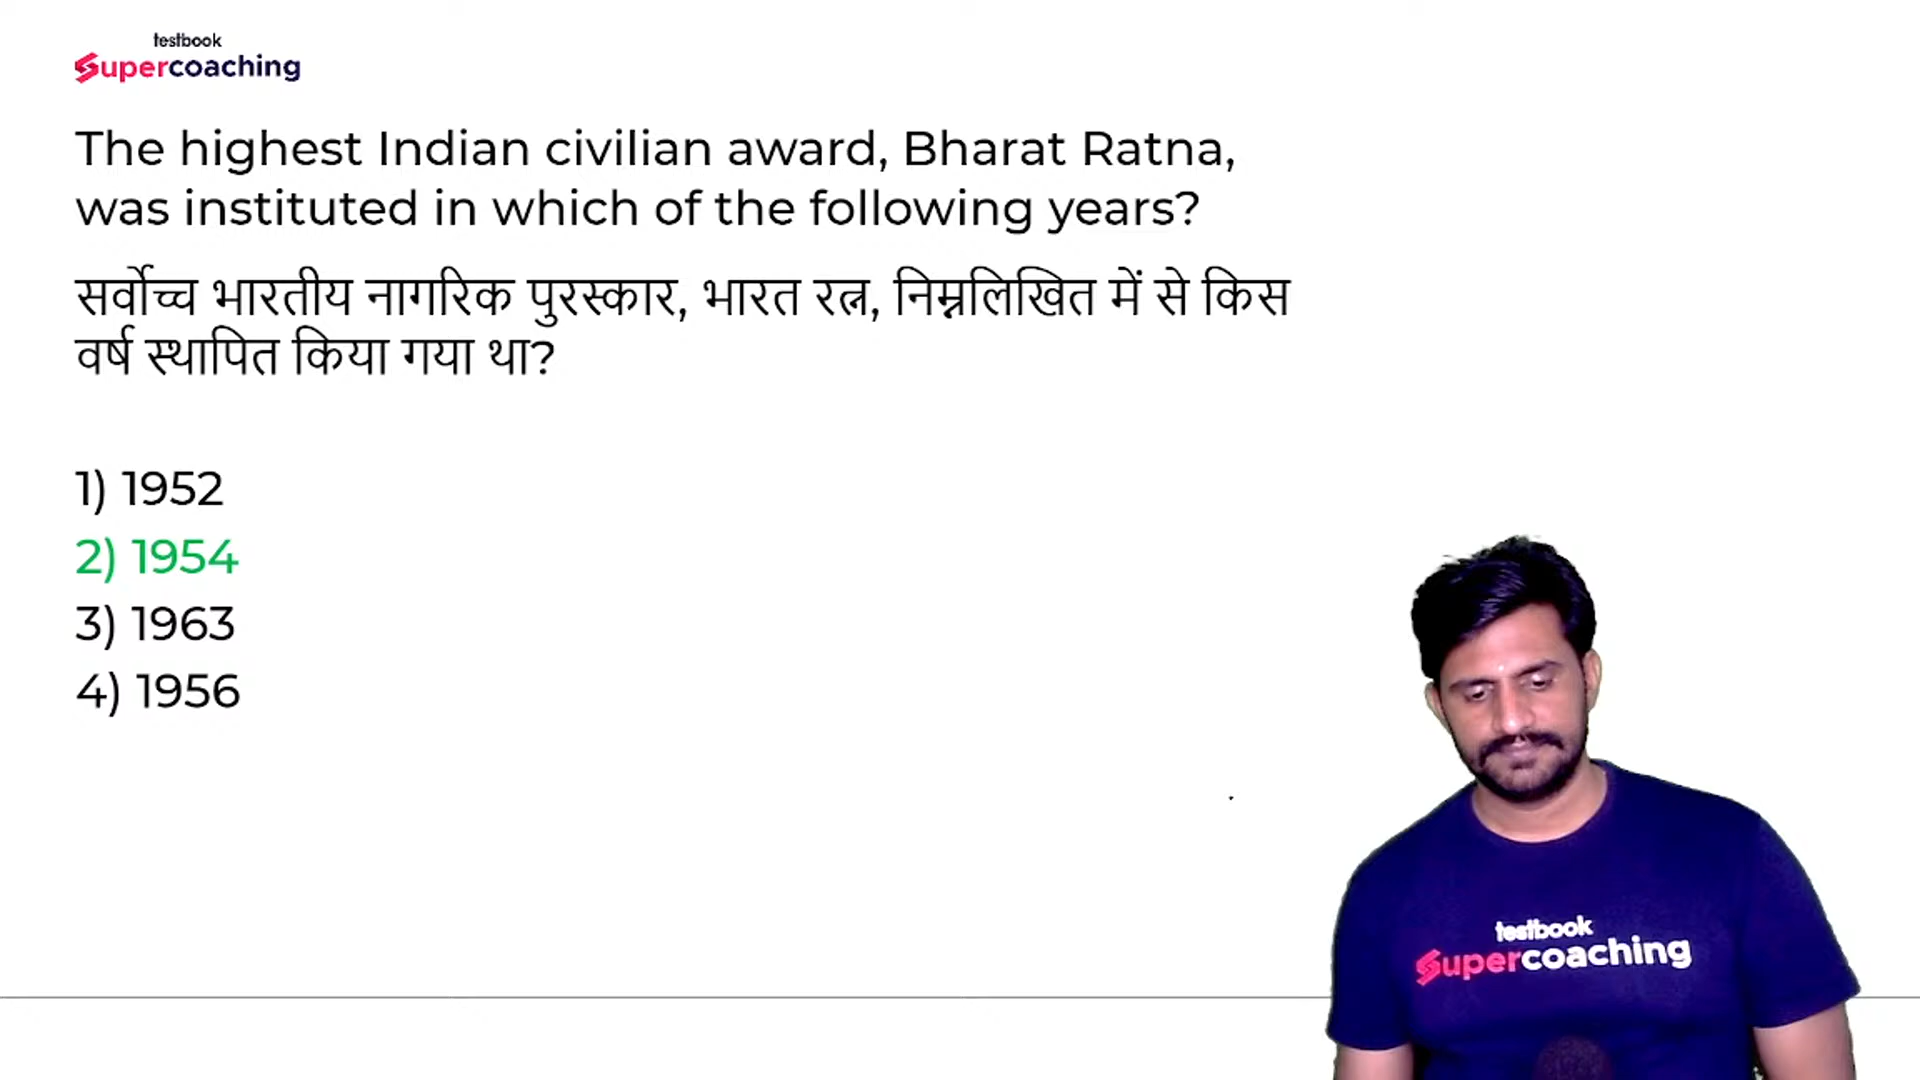 testbook
Supercoaching
The highest Indian civilian award, Bharat Ratna,
was instituted in which of the following years?
सर्वोच्च भारतीय नागरिक पुरस्कार, भारत रत्न, निम्नलिखित में से किस
वर्ष स्थापित किया गया था?
1) 1952
2) 1954
3) 1963
4) 1956
testbook
Supercoaching